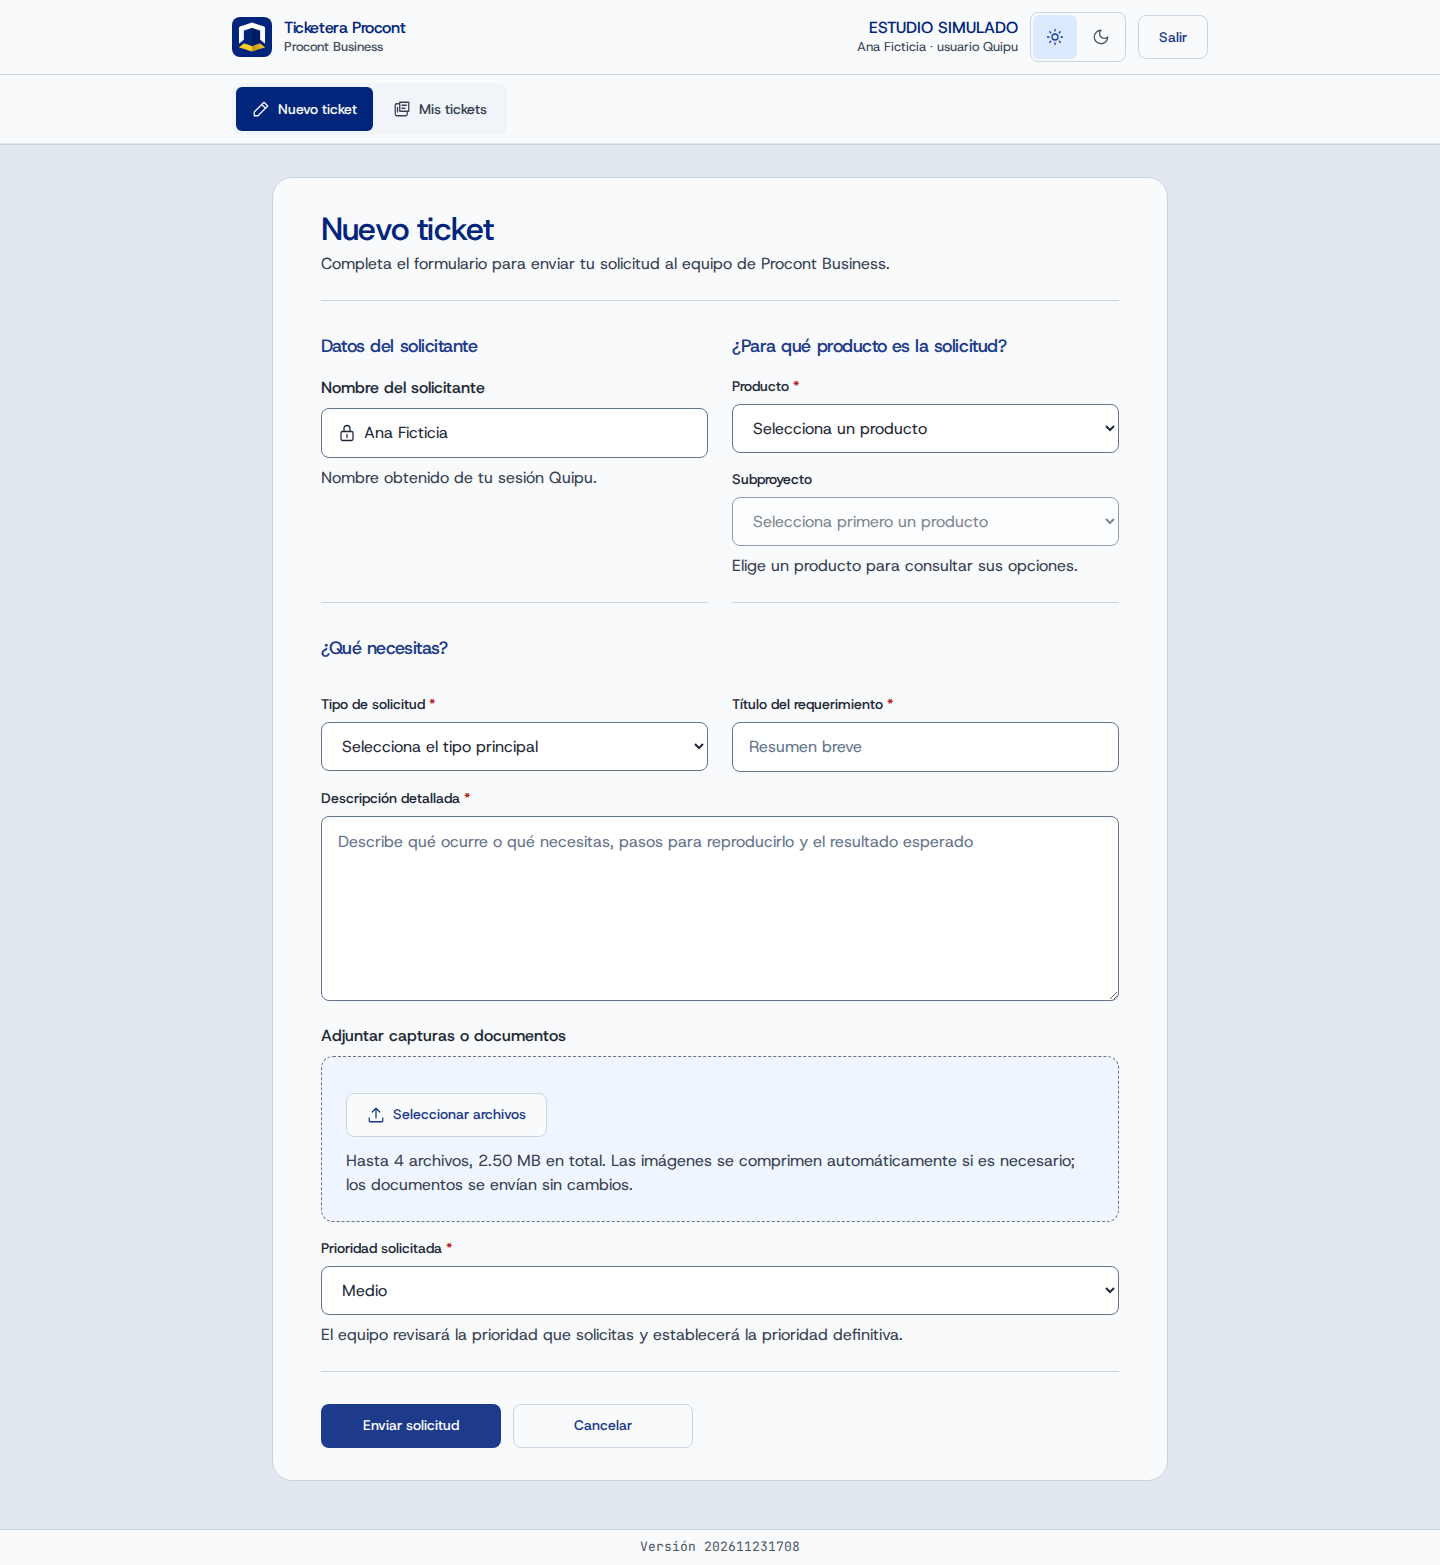 Ticketera Procont
Procont Business
ESTUDIO SIMULADO
Ana Ficticia · usuario Quipu
Salir
Nuevo ticket
Mis tickets
Nuevo ticket
Completa el formulario para enviar tu solicitud al equipo de Procont Business.
Datos del solicitante
Nombre del solicitante
Ana Ficticia
Nombre obtenido de tu sesión Quipu.
¿Para qué producto es la solicitud?
Producto *
Selecciona un producto
Subproyecto
Selecciona primero un producto
Elige un producto para consultar sus opciones.
¿Qué necesitas?
Tipo de solicitud *
Selecciona el tipo principal
Título del requerimiento *
Resumen breve
Descripción detallada *
Describe qué ocurre o qué necesitas, pasos para reproducirlo y el resultado esperado
Adjuntar capturas o documentos
Seleccionar archivos
Hasta 4 archivos, 2.50 MB en total. Las imágenes se comprimen automáticamente si es necesario;
los documentos se envían sin cambios.
Prioridad solicitada *
Medio
El equipo revisará la prioridad que solicitas y establecerá la prioridad definitiva.
Enviar solicitud
Cancelar
Versión 202611231708